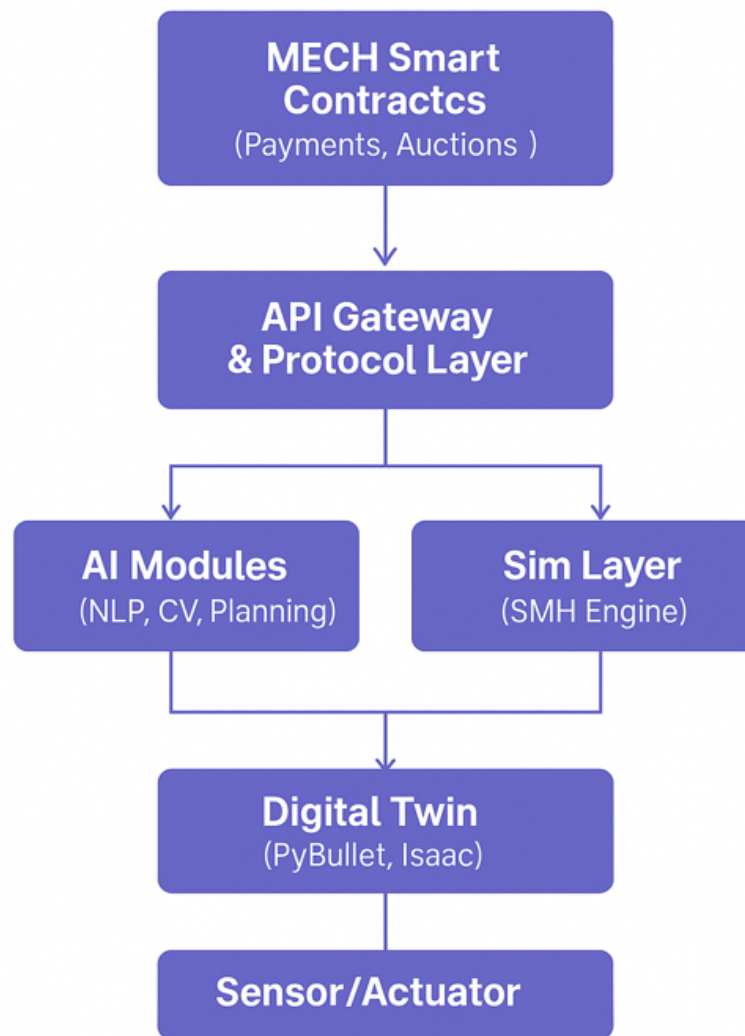 MECH Smart
Contractcs
(Payments, Auctions )
API Gateway
& Protocol Layer
AI Modules
(NLP, CV, Planning)
Sim Layer
(SMH Engine)
Digital Twin
(PyBullet, Isaac)
Sensor/Actuator